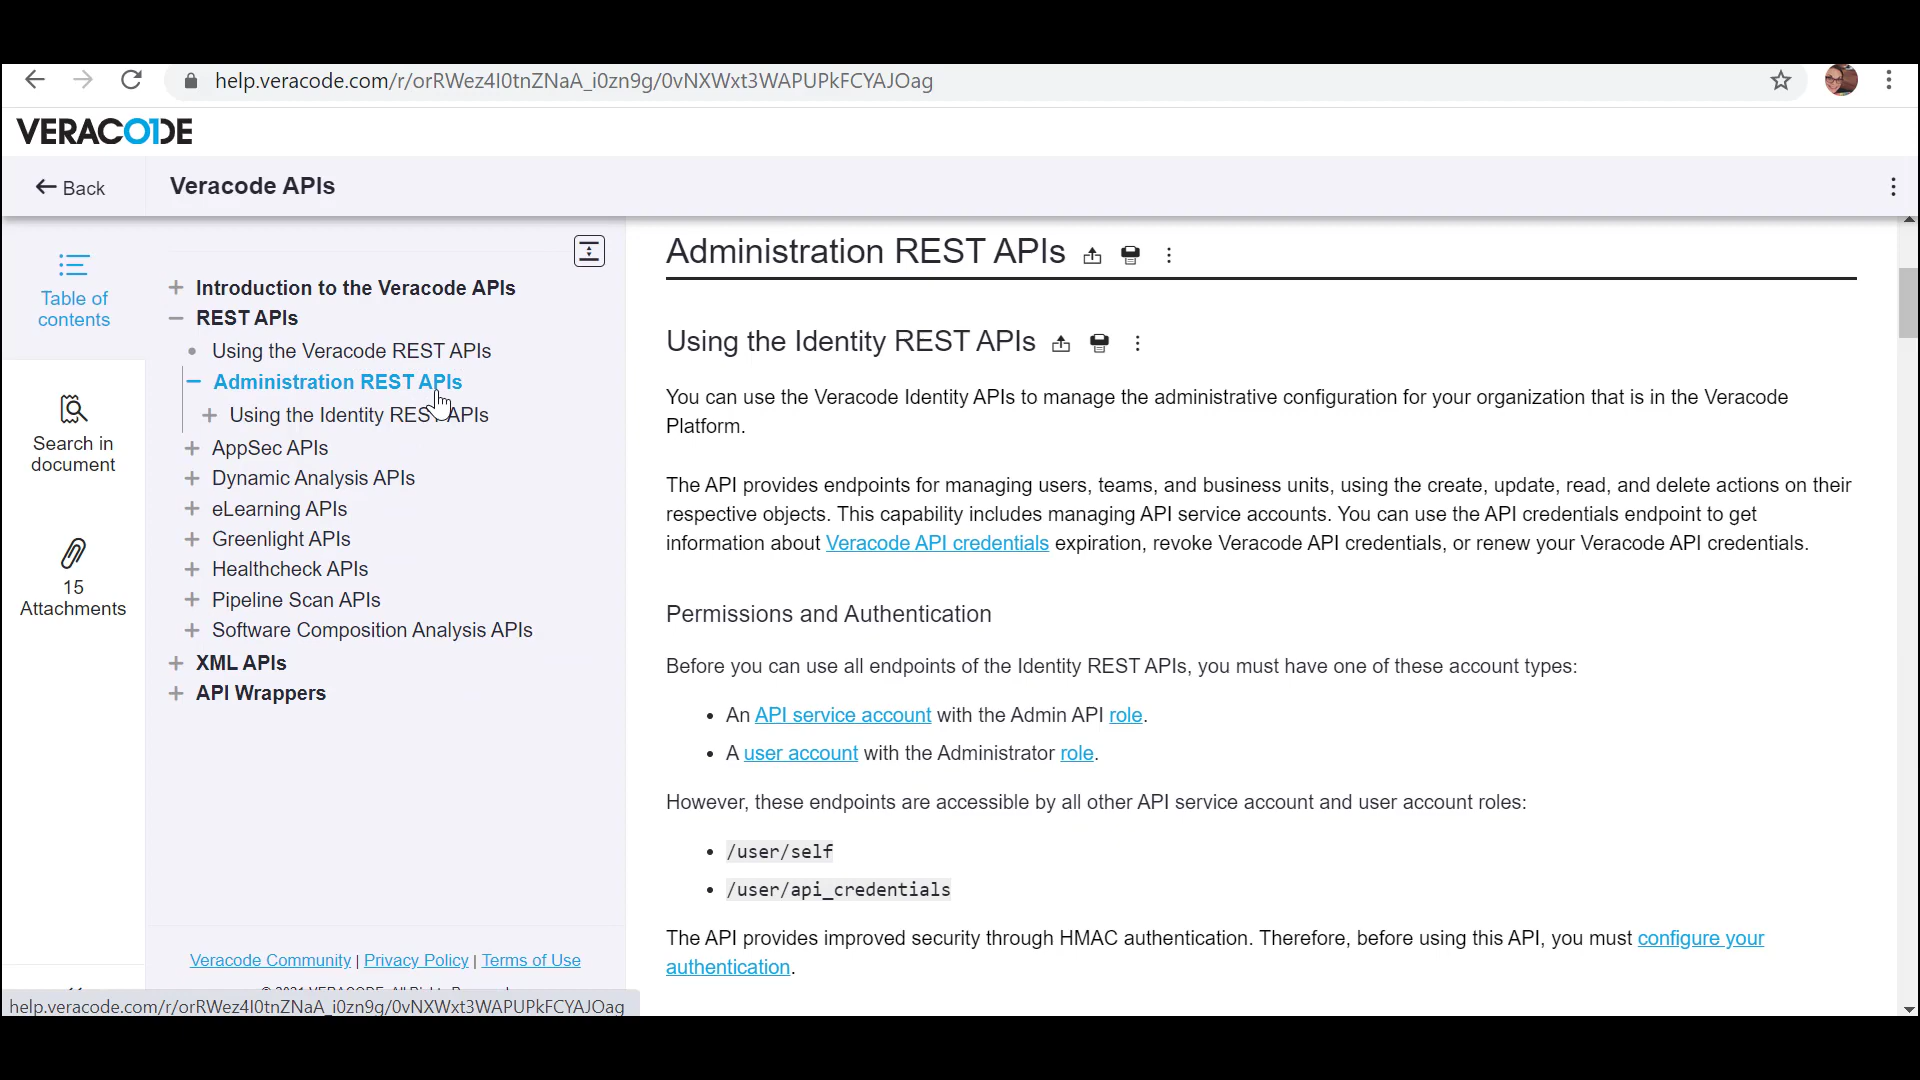 help.veracode.com/r/orRWez4I0tnZNaA_i0zn9g/0vNXWxt3WAPUPkFCYAJOag
VERACODE
Back
Veracode APIs
Table of
contents
Search in
document
15
Attachments
Introduction to the Veracode APIs
REST APIs
Using the Veracode REST APIs
Administration REST APIs
Using the Identity REST APIs
AppSec APIs
Dynamic Analysis APIs
eLearning APIs
Greenlight APIs
Healthcheck APIs
Pipeline Scan APIs
Software Composition Analysis APIs
XML APIs
API Wrappers
Veracode Community | Privacy Policy | Terms of Use
© 2021 VERACODE, All Rights Reserved
help.veracode.com/r/orRWez4I0tnZNaA_i0zn9g/0vNXWxt3WAPUPkFCYAJOag
Administration REST APIs
Using the Identity REST APIs
You can use the Veracode Identity APIs to manage the administrative configuration for your organization that is in the Veracode
Platform.
The API provides endpoints for managing users, teams, and business units, using the create, update, read, and delete actions on their
respective objects. This capability includes managing API service accounts. You can use the API credentials endpoint to get
information about Veracode API credentials expiration, revoke Veracode API credentials, or renew your Veracode API credentials.
Permissions and Authentication
Before you can use all endpoints of the Identity REST APIs, you must have one of these account types:
• An API service account with the Admin API role.
• A user account with the Administrator role.
However, these endpoints are accessible by all other API service account and user account roles:
• /user/self
• /user/api_credentials
The API provides improved security through HMAC authentication. Therefore, before using this API, you must configure your
authentication.